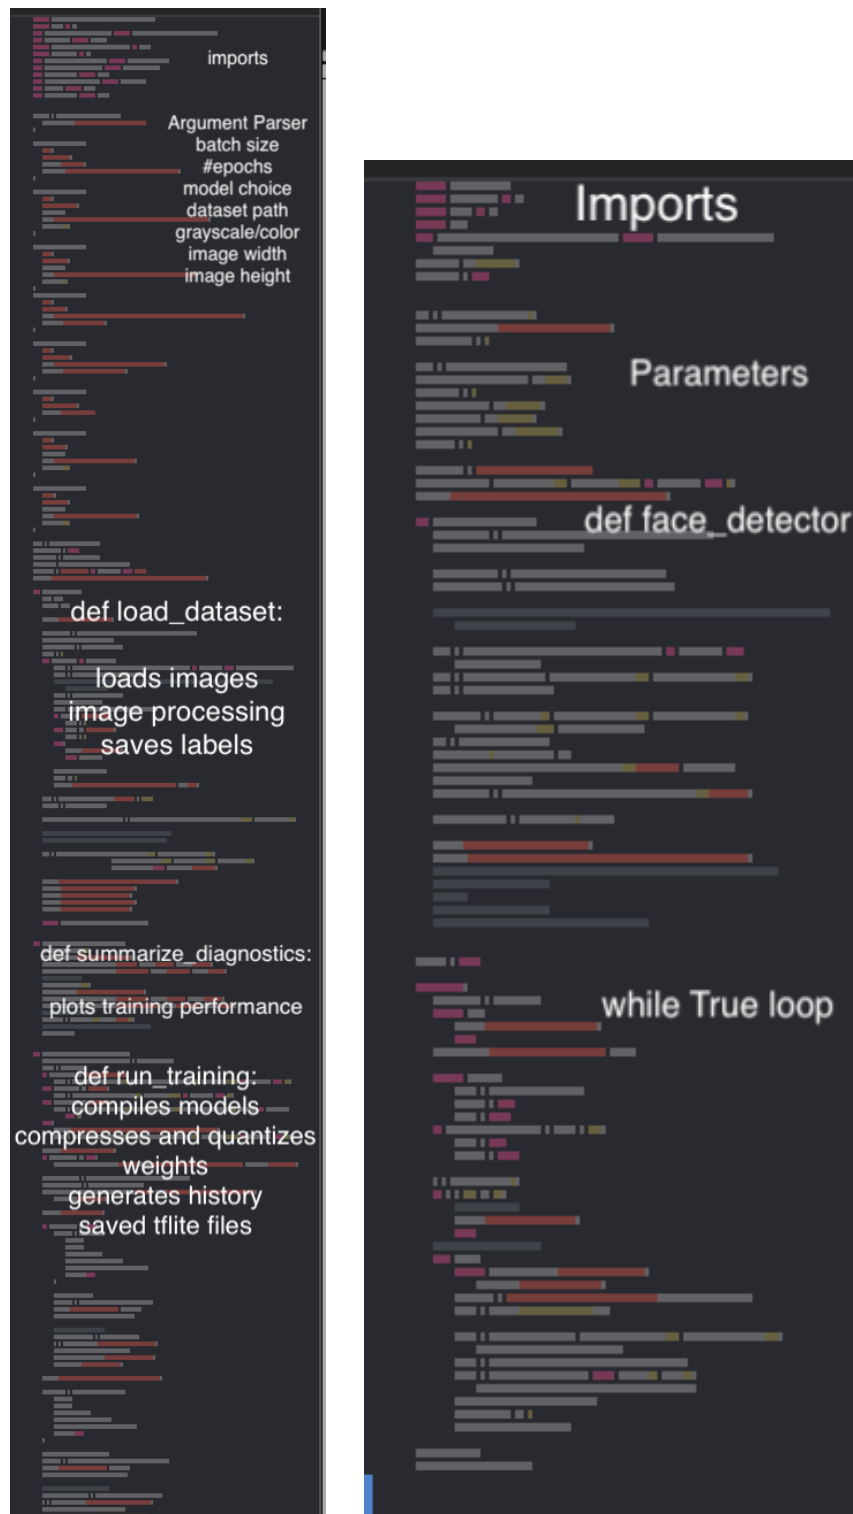 imports
Argument Parser
batch size
#epochs
model choice
dataset path
grayscale/color
image width
image height
def load_dataset:
loads images
image processing
saves labels
def summarize_diagnostics:
plots training performance
def run_training:
compiles models
compresses and quantizes
weights
generates history
saved tflite files
Imports
Parameters
def face_detector
while True loop